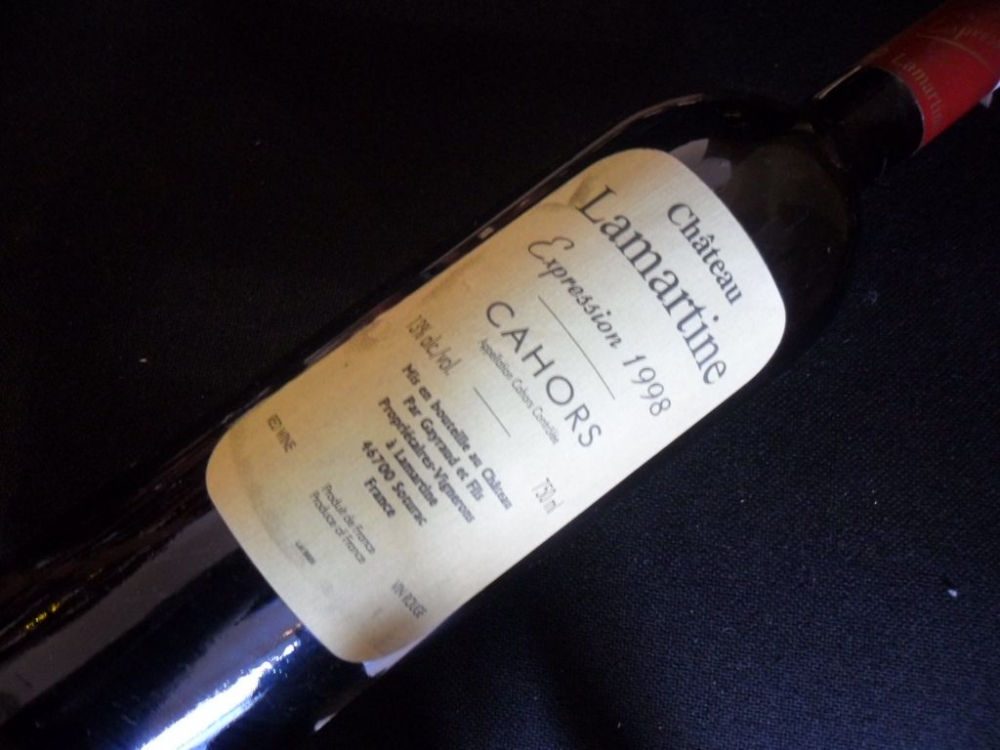 Château
Lamartine
Expression 1998
CAHORS
Appellation Cahors Contrôlée
13% alc/vol. 750 ml
Mis en bouteille au Château
Par Gayraud et Fils
Propriétaires-Vignerons
à Lamartine
46700 Soturac
France
Produit de France
Produce of France
RED WINE VIN ROUGE
Lamartine